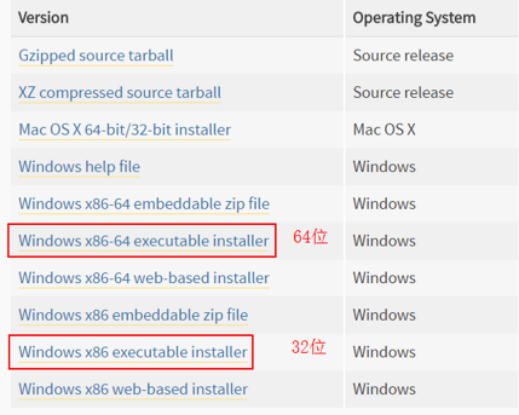 Version Operating System
Gzipped source tarball Source release
XZ compressed source tarball Source release
Mac OS X 64-bit/32-bit installer Mac OS X
Windows help file Windows
Windows x86-64 embeddable zip file Windows
Windows x86-64 executable installer 64位 Windows
Windows x86-64 web-based installer Windows
Windows x86 embeddable zip file Windows
Windows x86 executable installer 32位 Windows
Windows x86 web-based installer Windows